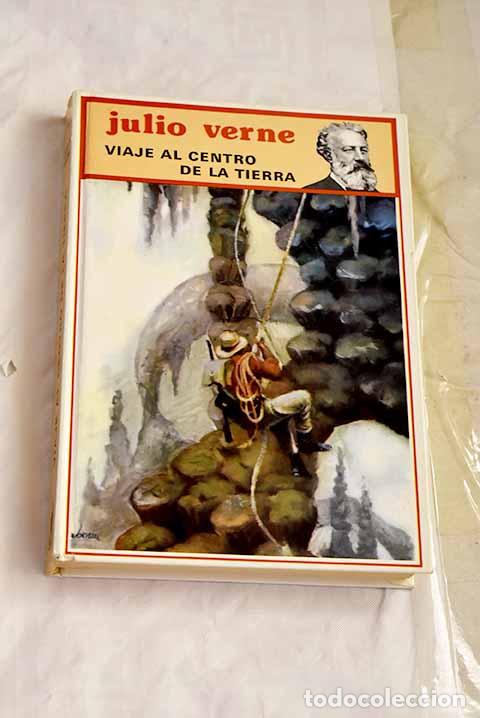 julio verne
VIAJE AL CENTRO
DE LA TIERRA
todocoleccion